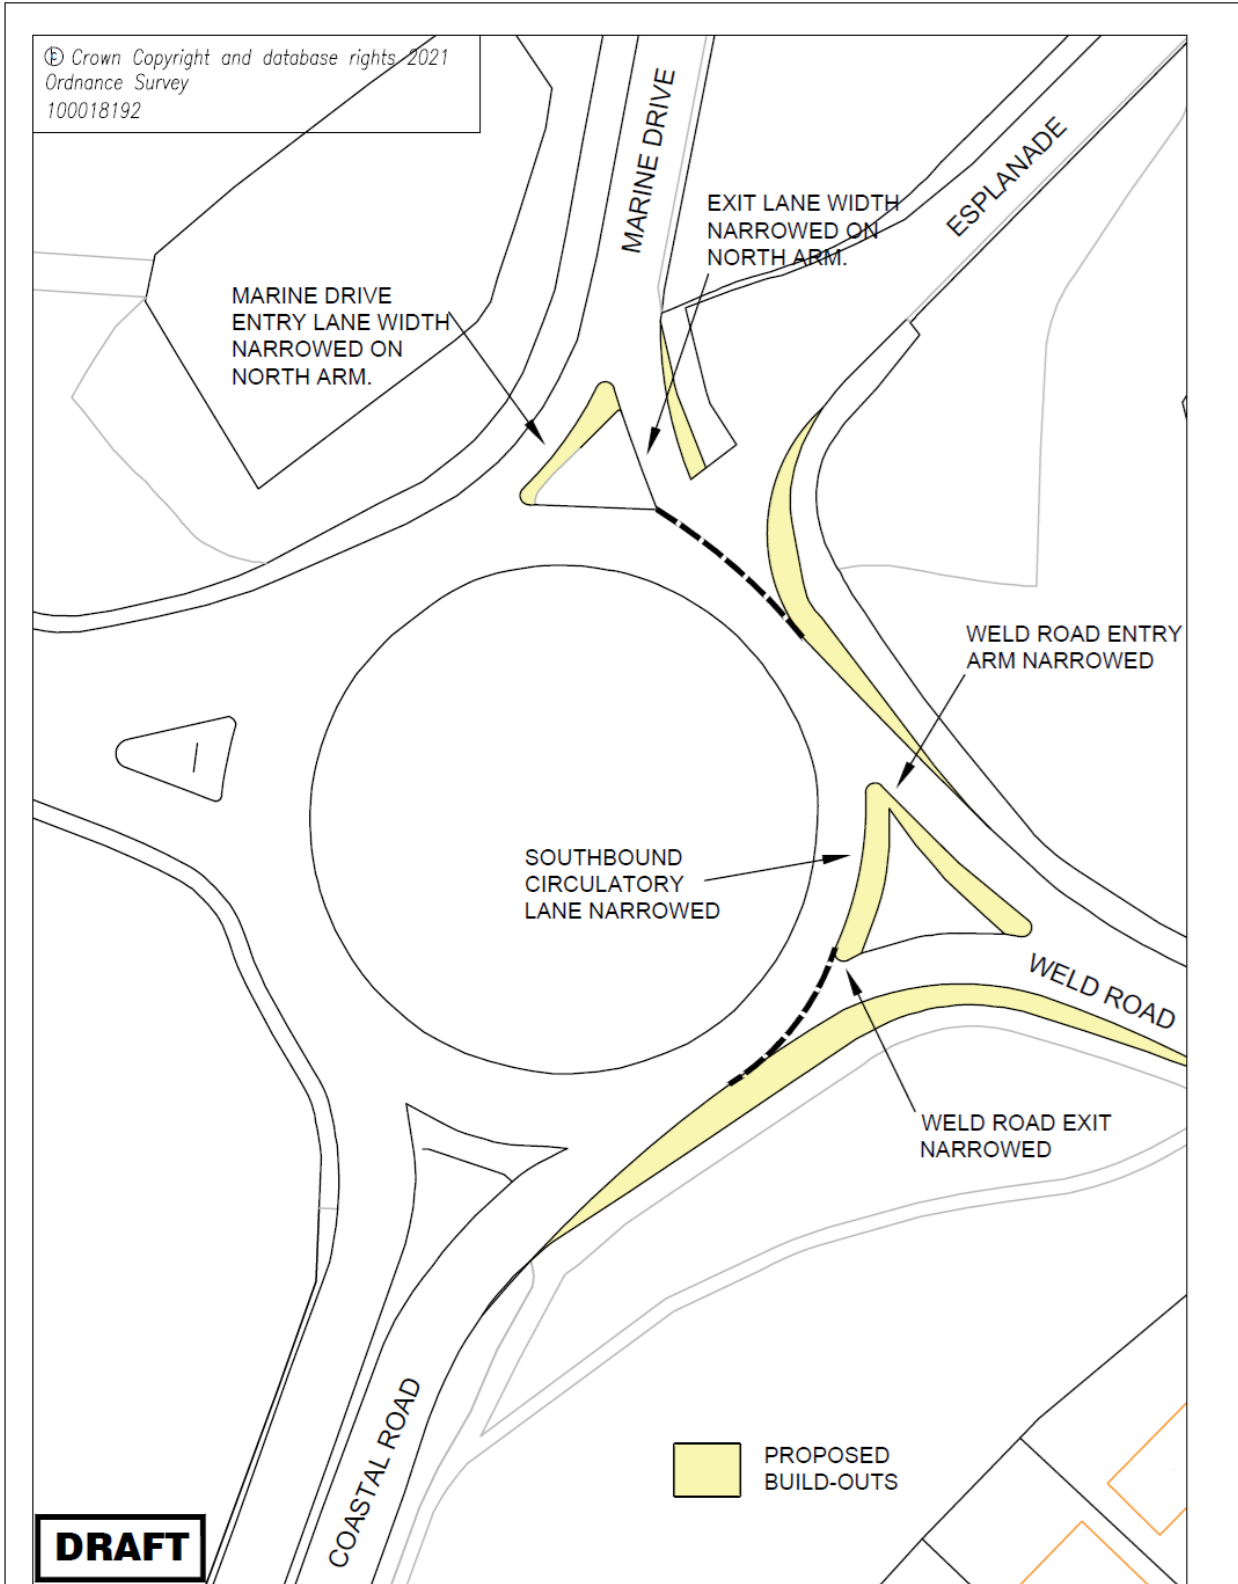 © Crown Copyright and database rights 2021
Ordnance Survey
100018192
MARINE DRIVE
ESPLANADE
EXIT LANE WIDTH
NARROWED ON
NORTH ARM.
MARINE DRIVE
ENTRY LANE WIDTH
NARROWED ON
NORTH ARM.
WELD ROAD ENTRY
ARM NARROWED
SOUTHBOUND
CIRCULATORY
LANE NARROWED
WELD ROAD
WELD ROAD EXIT
NARROWED
COASTAL ROAD
PROPOSED
BUILD-OUTS
DRAFT